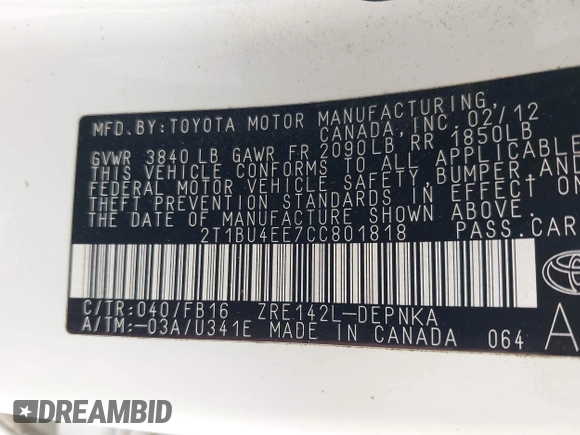 MFD. BY: TOYOTA MOTOR MANUFACTURING,
CANADA, INC. 02/12
GVWR 3840 LB GAWR FR 2090LB, RR 1850LB
THIS VEHICLE CONFORMS TO ALL APPLICABLE
FEDERAL MOTOR VEHICLE SAFETY, BUMPER, AND
THEFT PREVENTION STANDARDS IN EFFECT ON
THE DATE OF MANUFACTURE SHOWN ABOVE.
2T1BU4EE7CC801818 PASS. CAR
C/TR: 040/FB16 ZRE142L-DEPNKA
A/TM: -03A/U341E MADE IN CANADA 064 A
DREAMBID